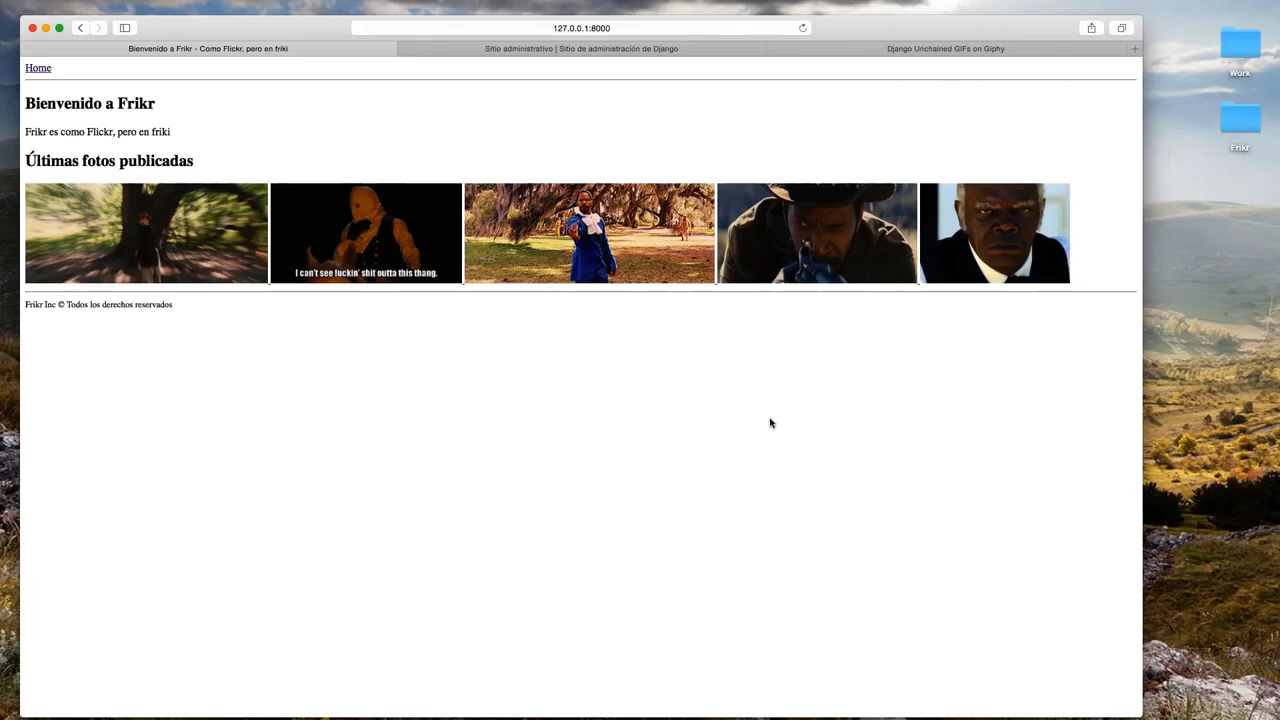 127.0.0.1:8000
Bienvenido a Frikr - Como Flickr, pero en friki
Sitio administrativo | Sitio de administración de Django
Django Unchained GIFs on Giphy
Home
Bienvenido a Frikr
Frikr es como Flickr, pero en friki
Últimas fotos publicadas
I can't see fuckin' shit outta this thang.
Frikr Inc © Todos los derechos reservados
Work
Frikr